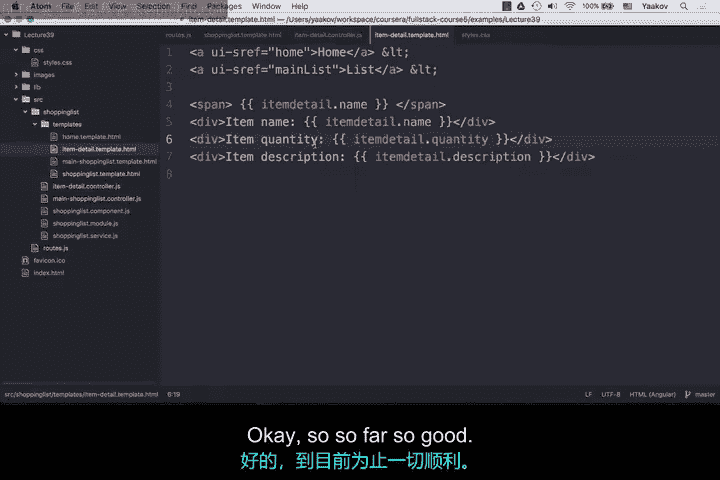 Atom File Edit View Selection Find Packages Window Help 100% Yaakov
item-detail.template.html — /Users/yaakov/workspace/coursera/fullstack-course5/examples/Lecture39
Lecture39
css
styles.css
images
lib
src
shoppinglist
templates
home.template.html
item-detail.template.html
main-shoppinglist.template.html
shoppinglist.template.html
item-detail.controller.js
main-shoppinglist.controller.js
shoppinglist.component.js
shoppinglist.module.js
shoppinglist.service.js
routes.js
favicon.ico
index.html
routes.js shoppinglist.template.html item-detail.controller.js item-detail.template.html styles.css
1 <a ui-sref="home">Home</a> &lt;
2 <a ui-sref="mainList">List</a> &lt;
3
4 <span> {{ itemdetail.name }} </span>
5 <div>Item name: {{ itemdetail.name }}</div>
6 <div>Item quantity: {{ itemdetail.quantity }}</div>
7 <div>Item description: {{ itemdetail.description }}</div>
8
src/shoppinglist/templates/item-detail.template.html 6:19 LF UTF-8 HTML (Angular) master
Okay, so so far so good.
好的，到目前为止一切顺利。